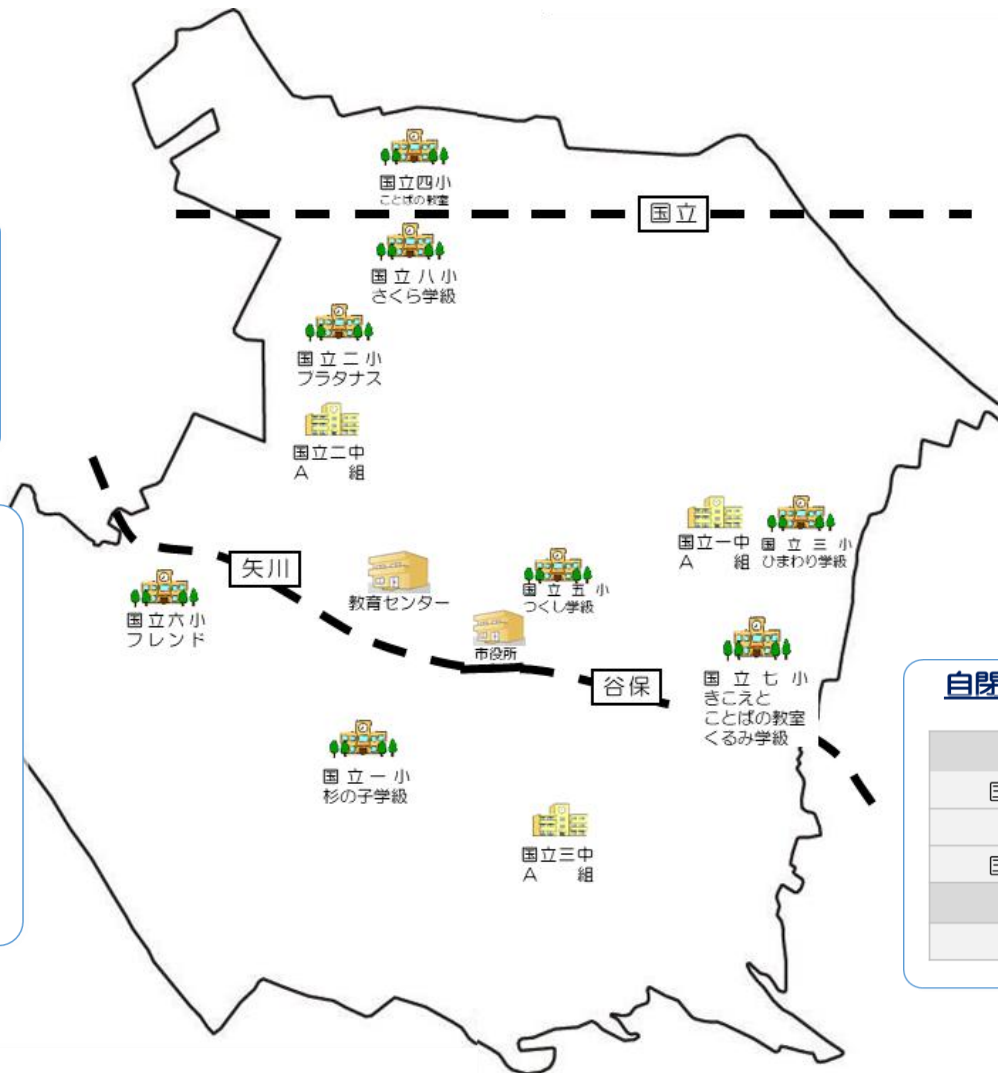 国立四小
ことばの教室
国立
国立八小
さくら学級
国立二小
プラタナス
国立二中
A 組
国立一中
A 組
国立三小
ひまわり学級
矢川
教育センター
国立五小
つくし学級
国立六小
フレンド
市役所
谷保
国立七小
きこえと
ことばの教室
くるみ学級
自閉
国立一小
杉の子学級
国立三中
A 組